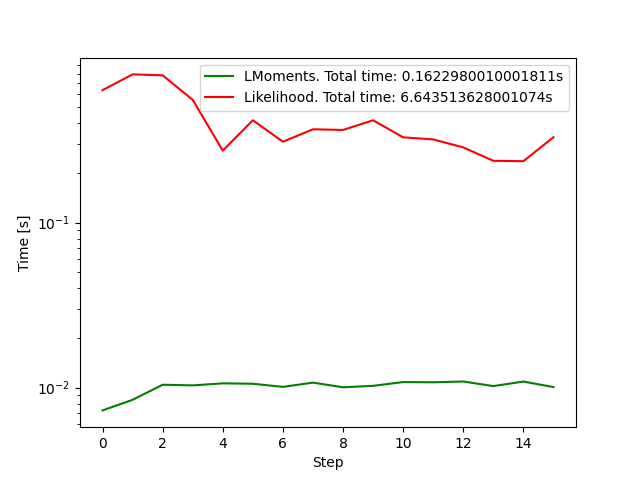 LMoments. Total time: 0.1622980010001811s
Likelihood. Total time: 6.643513628001074s
Time [s]
10⁻¹
10⁻²
0 2 4 6 8 10 12 14
Step